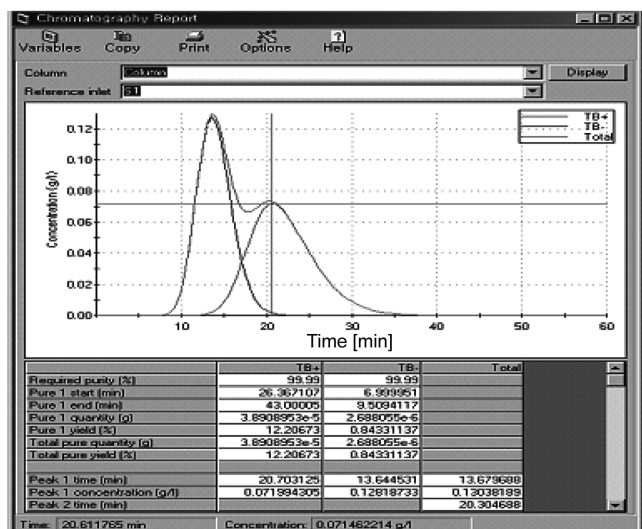 Chromatography Report
Variables Copy Print Options Help
Column Column Display
Reference inlet S1
TB+
TB-
Total
Concentration (g/l)
0.12
0.10
0.08
0.06
0.04
0.02
0.00
10 20 30 40 50 60
Time [min]
TB+ TB- Total
Required purity (%) 99.99 99.99
Pure 1 start (min) 26.367107 6.999951
Pure 1 end (min) 43.00005 9.5094117
Pure 1 quantity (g) 3.8908953e-5 2.688055e-6
Pure 1 yield (%) 12.20673 0.84331137
Total pure quantity (g) 3.8908953e-5 2.688055e-6
Total pure yield (%) 12.20673 0.84331137
Peak 1 time (min) 20.703125 13.644531 13.679688
Peak 1 concentration (g/l) 0.071994305 0.12818733 0.13038189
Peak 2 time (min) 20.304688
Time: 20.611765 min Concentration: 0.071462214 g/l